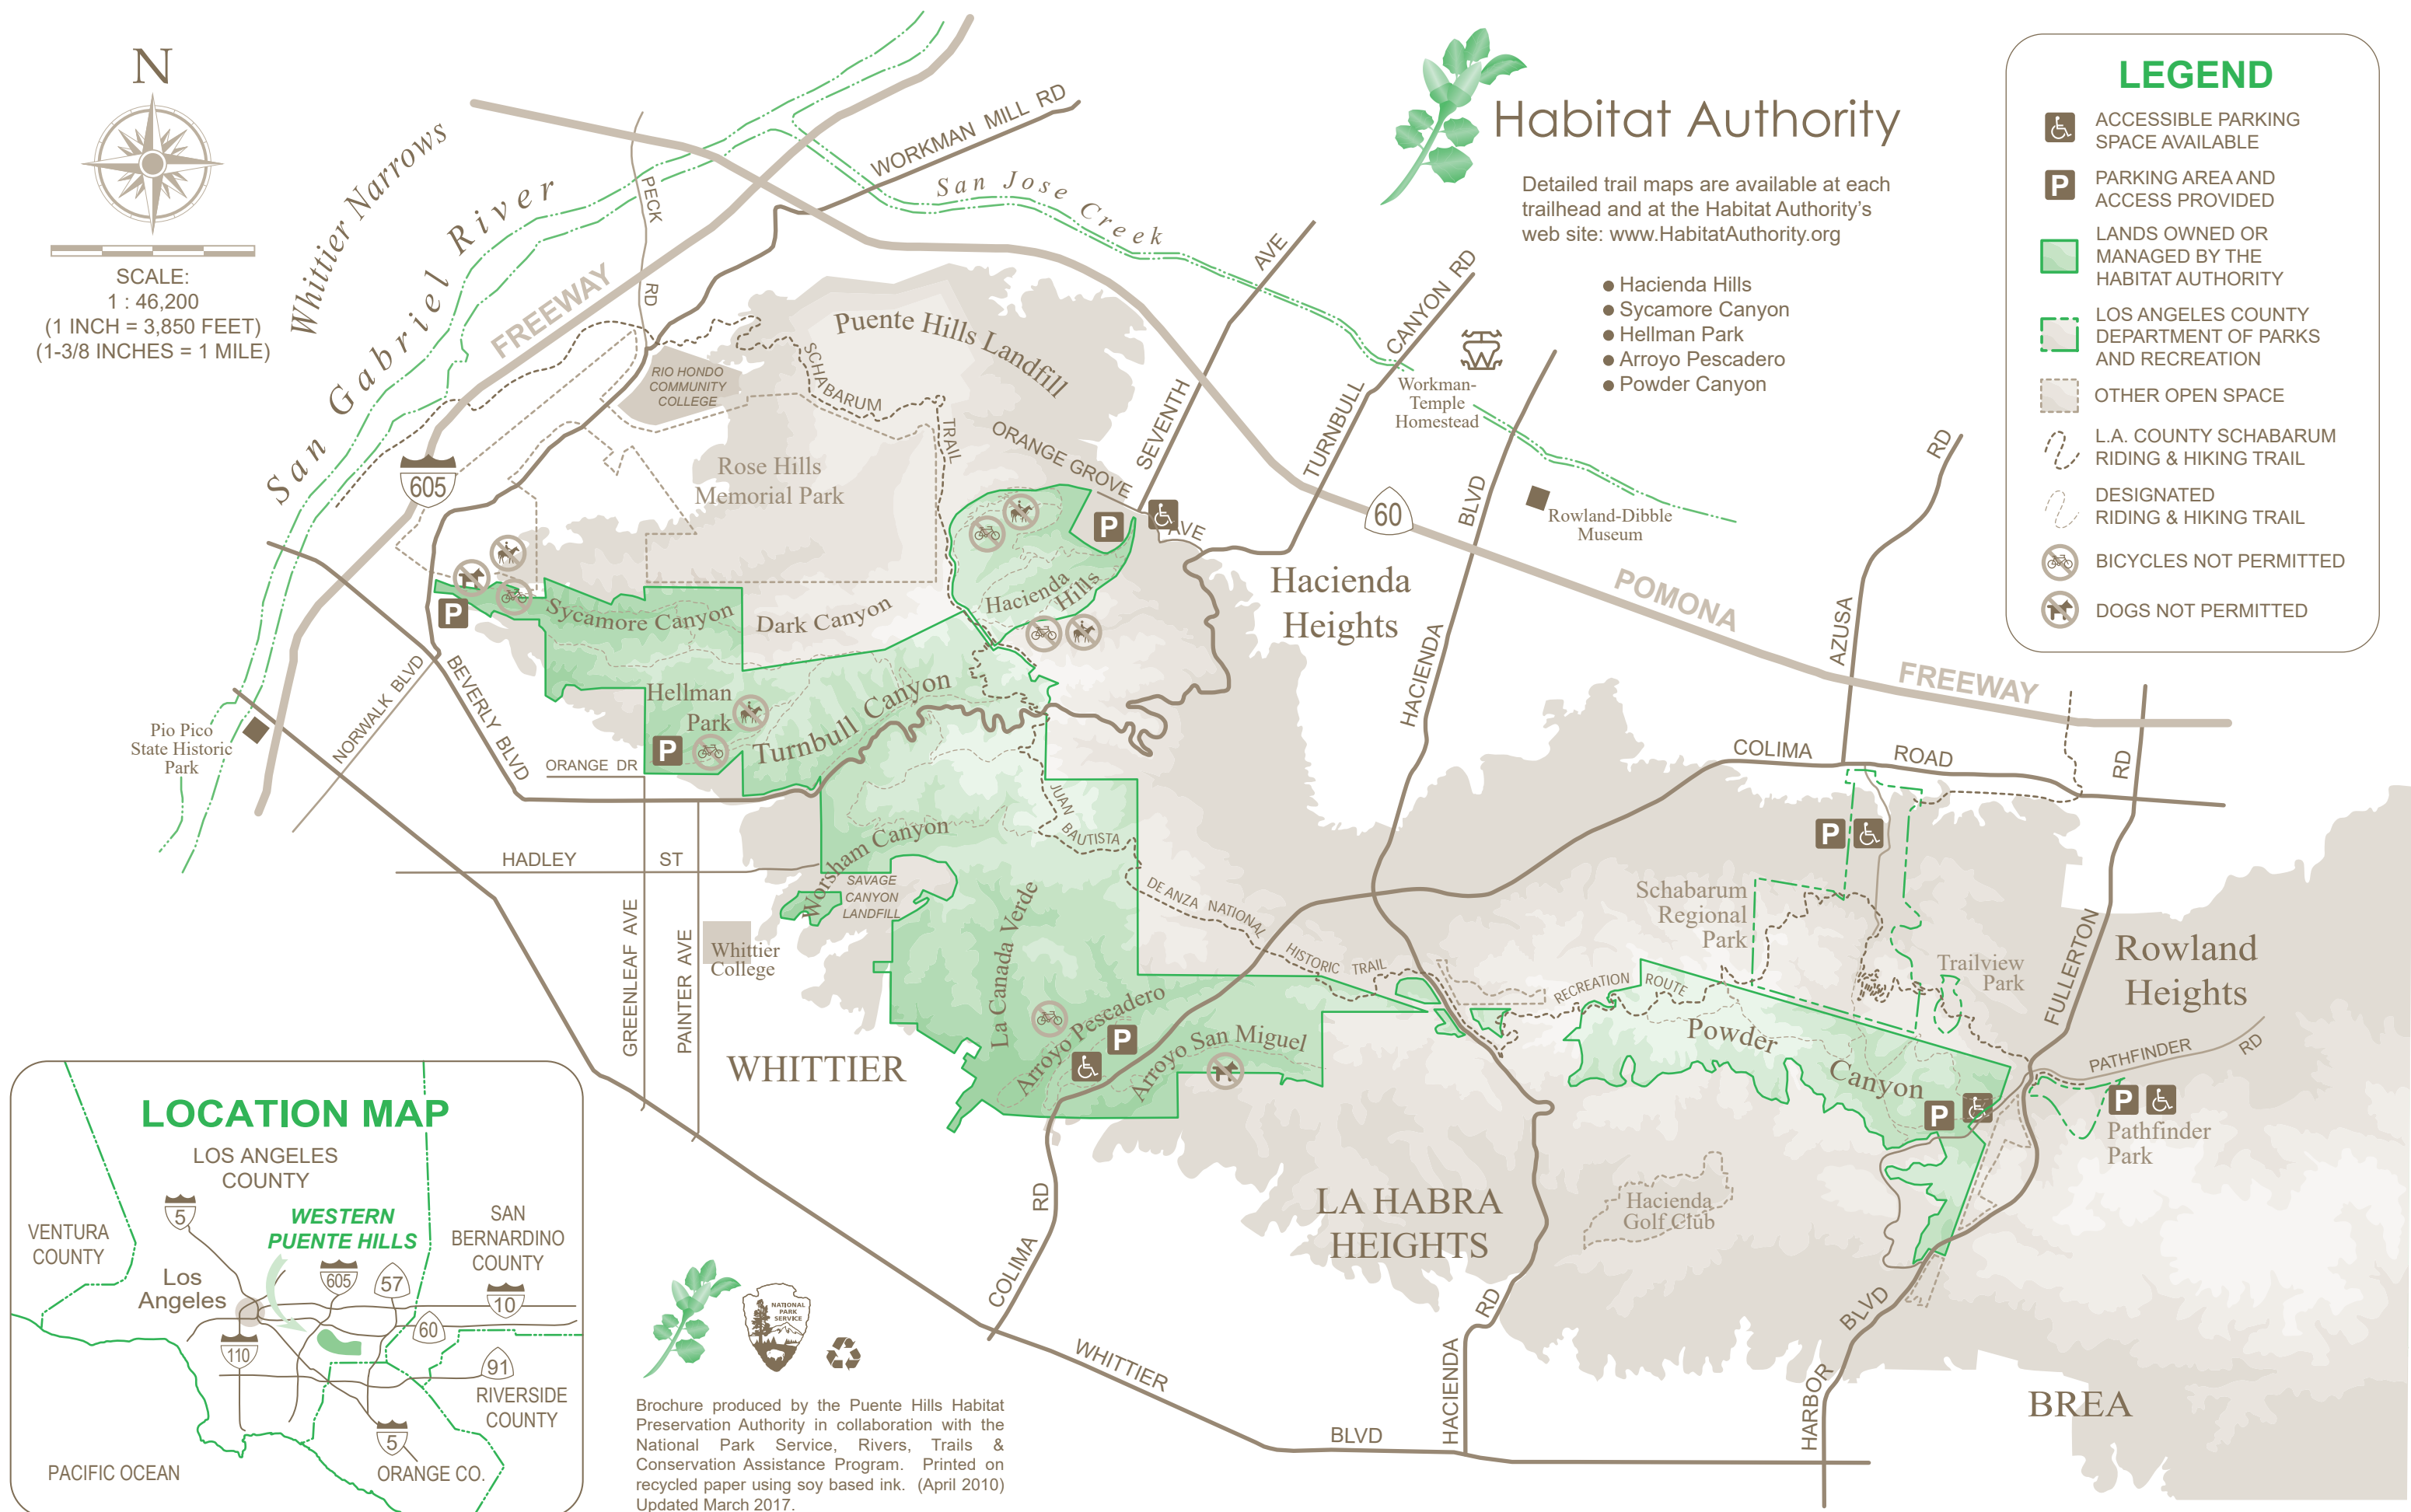 N
SCALE:
1 : 46,200
(1 INCH = 3,850 FEET)
(1-3/8 INCHES = 1 MILE)
Whittier Narrows
San Gabriel River
FREEWAY
605
PECK
RD
WORKMAN MILL RD
San Jose Creek
Habitat Authority
Detailed trail maps are available at each
trailhead and at the Habitat Authority's
web site: www.HabitatAuthority.org
● Hacienda Hills
● Sycamore Canyon
● Hellman Park
● Arroyo Pescadero
● Powder Canyon
LEGEND
ACCESSIBLE PARKING
SPACE AVAILABLE
P
PARKING AREA AND
ACCESS PROVIDED
LANDS OWNED OR
MANAGED BY THE
HABITAT AUTHORITY
LOS ANGELES COUNTY
DEPARTMENT OF PARKS
AND RECREATION
OTHER OPEN SPACE
L.A. COUNTY SCHABARUM
RIDING & HIKING TRAIL
DESIGNATED
RIDING & HIKING TRAIL
BICYCLES NOT PERMITTED
DOGS NOT PERMITTED
RIO HONDO
COMMUNITY
COLLEGE
Puente Hills Landfill
SCHABARUM
TRAIL
Rose Hills
Memorial Park
ORANGE GROVE
AVE
SEVENTH
AVE
TURNBULL
CANYON RD
W
Workman-
Temple
Homestead
60
HACIENDA
BLVD
Rowland-Dibble
Museum
POMONA
FREEWAY
AZUSA
RD
Hacienda
Heights
P
Hacienda
Hills
P
Sycamore Canyon
Dark Canyon
Hellman
Park
P
Turnbull Canyon
Pio Pico
State Historic
Park
NORWALK BLVD
BEVERLY BLVD
ORANGE DR
HADLEY
ST
Worsham Canyon
SAVAGE
CANYON
LANDFILL
JUAN
BAUTISTA
DE ANZA NATIONAL
HISTORIC TRAIL
RECREATION ROUTE
COLIMA
ROAD
RD
P
Schabarum
Regional
Park
Trailview
Park
FULLERTON
Rowland
Heights
GREENLEAF AVE
PAINTER AVE
Whittier
College
WHITTIER
La Canada Verde
Arroyo Pescadero
P
Arroyo San Miguel
Powder
Canyon
P
PATHFINDER
RD
P
Pathfinder
Park
LA HABRA
HEIGHTS
Hacienda
Golf Club
COLIMA
RD
WHITTIER
BLVD
HACIENDA
RD
HARBOR
BLVD
BREA
LOCATION MAP
LOS ANGELES
COUNTY
VENTURA
COUNTY
5
WESTERN
PUENTE HILLS
SAN
BERNARDINO
COUNTY
Los
Angeles
605
57
10
60
110
91
RIVERSIDE
COUNTY
5
ORANGE CO.
PACIFIC OCEAN
NATIONAL
PARK
SERVICE
Brochure produced by the Puente Hills Habitat
Preservation Authority in collaboration with the
National Park Service, Rivers, Trails &
Conservation Assistance Program. Printed on
recycled paper using soy based ink. (April 2010)
Updated March 2017.